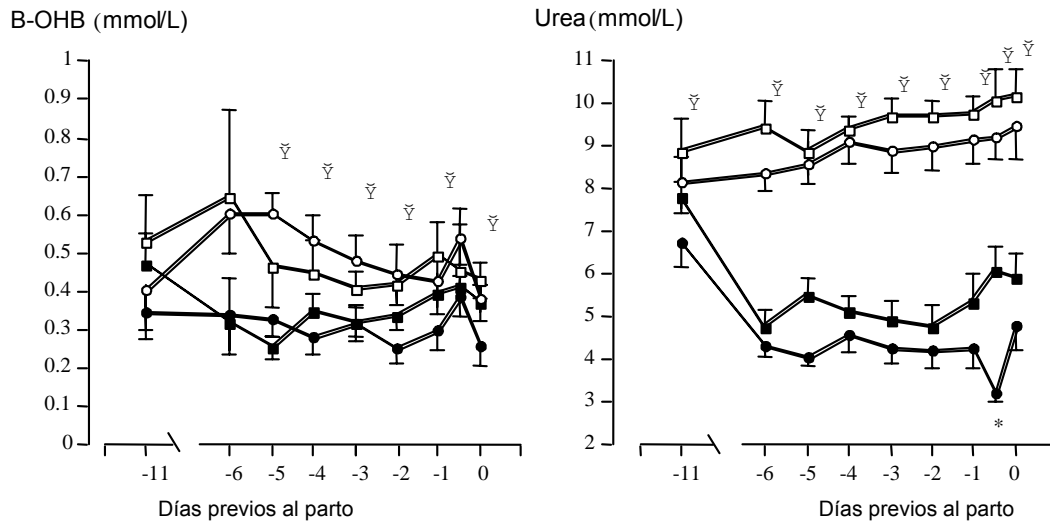 B-OHB (mmol/L)
1
0.9
0.8
0.7
0.6
0.5
0.4
0.3
0.2
0.1
0
Ÿ̆
Ÿ̆
Ÿ̆
Ÿ̆
Ÿ̆
Ÿ̆
-11 -6 -5 -4 -3 -2 -1 0
Días previos al parto
Urea(mmol/L)
11
10
9
8
7
6
5
4
3
2
Ÿ̆
Ÿ̆
Ÿ̆
Ÿ̆
Ÿ̆
Ÿ̆
Ÿ̆
Ÿ̆
Ÿ̆
*
-11 -6 -5 -4 -3 -2 -1 0
Días previos al parto